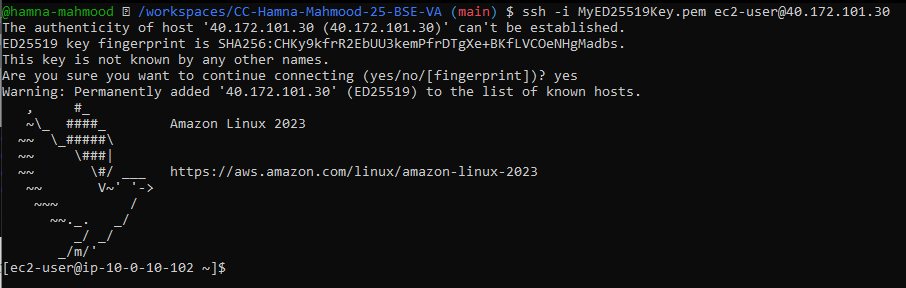 @hamna-mahmood /workspaces/CC-Hamna-Mahmood-25-BSE-VA (main) $ ssh -i MyED25519Key.pem ec2-user@40.172.101.30
The authenticity of host '40.172.101.30 (40.172.101.30)' can't be established.
ED25519 key fingerprint is SHA256:CHKy9kfrR2EbUU3kemPfrDTgXe+BKfLVCOeNHgMadbs.
This key is not known by any other names.
Are you sure you want to continue connecting (yes/no/[fingerprint])? yes
Warning: Permanently added '40.172.101.30' (ED25519) to the list of known hosts.
   ,     #_
   ~\_  ####_        Amazon Linux 2023
  ~~  \_#####\
  ~~     \###|
  ~~       \#/ ___   https://aws.amazon.com/linux/amazon-linux-2023
   ~~       V~' '->
    ~~~         /
      ~~._.   _/
         _/ _/
       _/m/'
[ec2-user@ip-10-0-10-102 ~]$